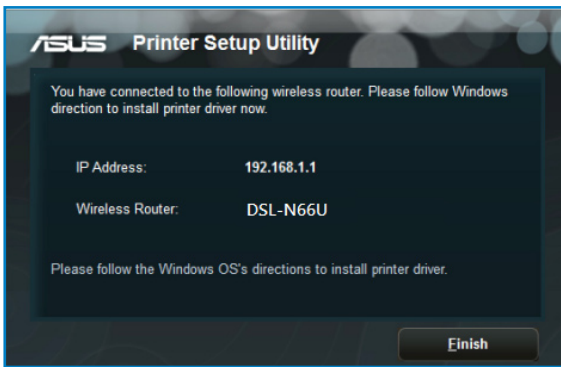 ASUS Printer Setup Utility
You have connected to the following wireless router. Please follow Windows
direction to install printer driver now.
IP Address: 192.168.1.1
Wireless Router: DSL-N66U
Please follow the Windows OS's directions to install printer driver.
Finish